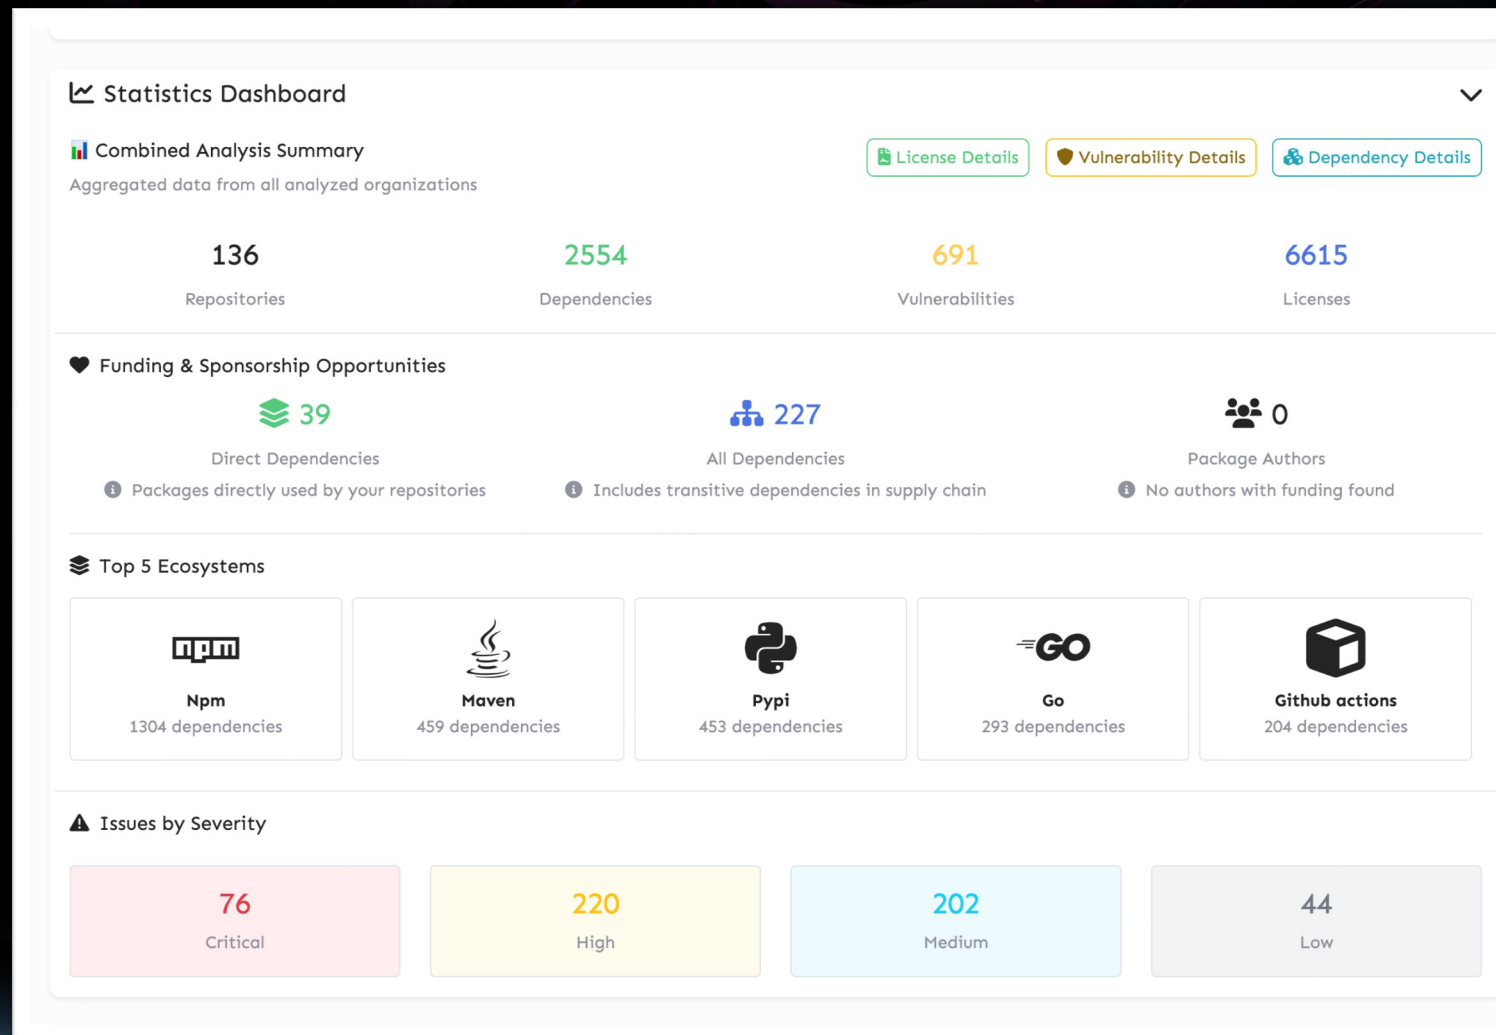 Statistics Dashboard
Combined Analysis Summary
License Details
Vulnerability Details
Dependency Details
Aggregated data from all analyzed organizations
136
2554
691
6615
Repositories
Dependencies
Vulnerabilities
Licenses
Funding & Sponsorship Opportunities
39
227
0
Direct Dependencies
All Dependencies
Package Authors
Packages directly used by your repositories
Includes transitive dependencies in supply chain
No authors with funding found
Top 5 Ecosystems
npm
GO
Npm
Maven
Pypi
Go
Github actions
1304 dependencies
459 dependencies
453 dependencies
293 dependencies
204 dependencies
Issues by Severity
76
220
202
44
Critical
High
Medium
Low